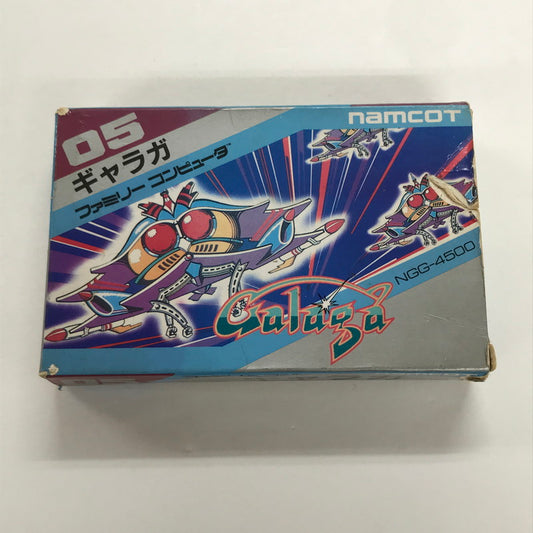 namcot
05
ギャラガ
ファミリー コンピュータ
Galaga
NGG-4500